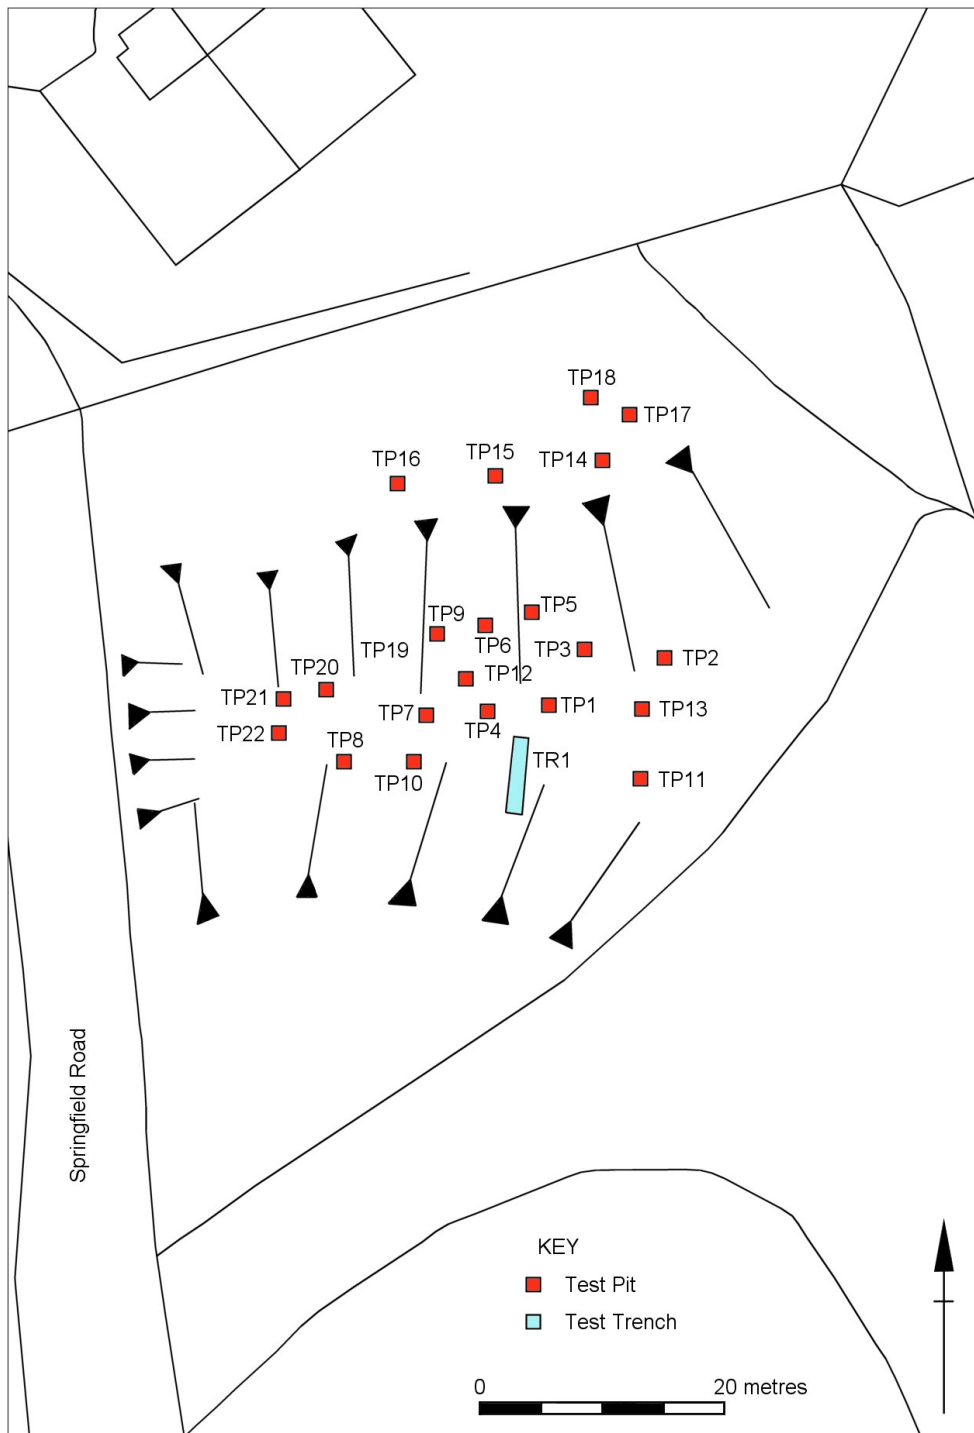 TP18
TP17
TP15
TP16
TP14
TP5
TP9
TP6
TP19
TP3
TP2
TP20
TP12
TP21
TP7
TP1
TP13
TP4
TP22
TP8
TR1
TP10
TP11
Springfield Road
KEY
Test Pit
Test Trench
0 20 metres